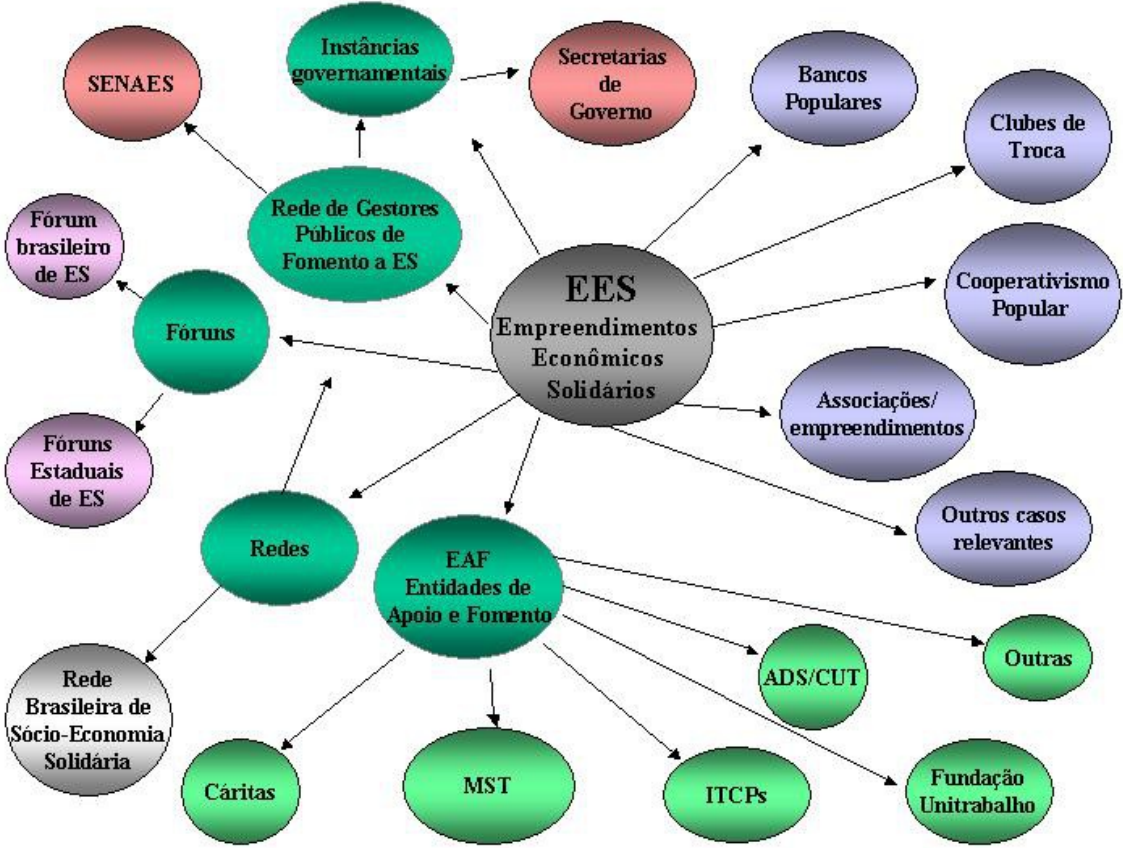 Instâncias
governamentais
SENAES
Secretarias
de
Governo
Bancos
Populares
Clubes de
Troca
Rede de Gestores
Públicos de
Fomento a ES
Fórum
brasileiro
de ES
EES
Empreendimentos
Econômicos
Solidários
Cooperativismo
Popular
Fóruns
Associações/
empreendimentos
Fóruns
Estaduais
de ES
Outros casos
relevantes
Redes
EAF
Entidades de
Apoio e Fomento
Outras
ADS/CUT
Rede
Brasileira de
Sócio-Economia
Solidária
Cáritas
MST
ITCPs
Fundação
Unitrabalho